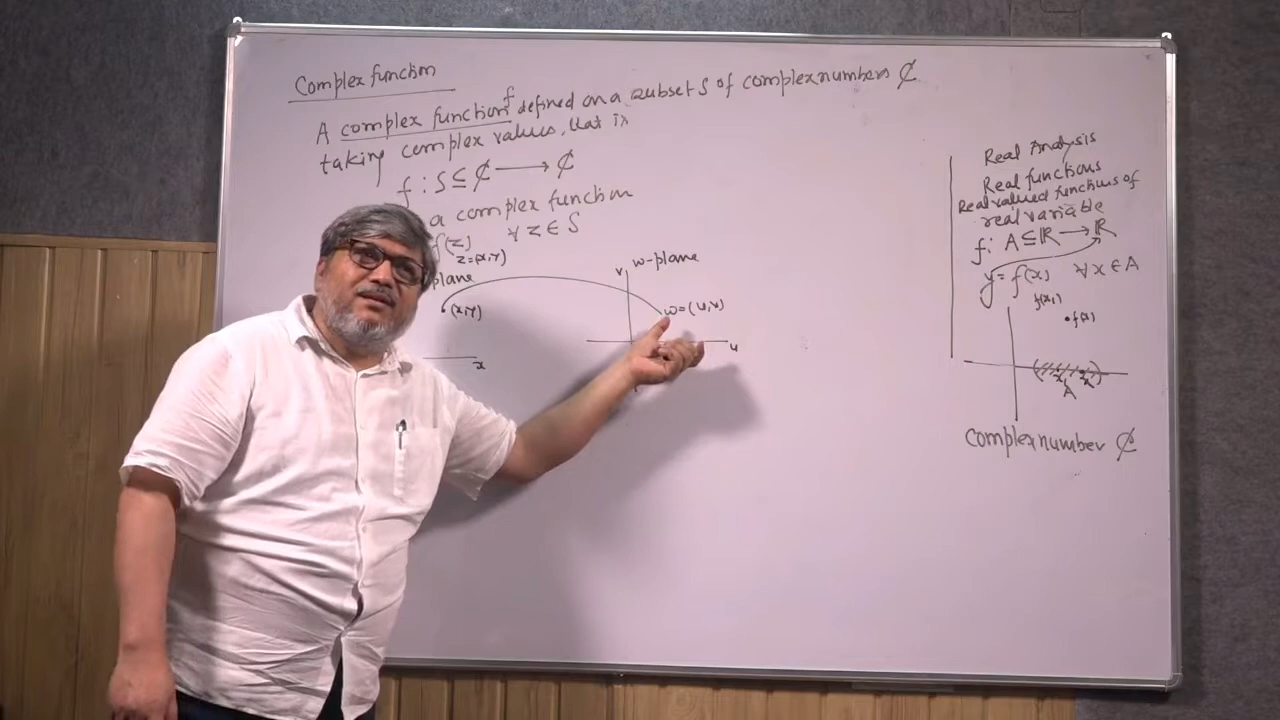 Complex function
A complex function f defined on a subset S of complex numbers ₵
taking complex values, that is
f : S ⊆ ₵ ⟶ ₵
a complex function
f(z) ∀ z ∈ S
z=(x,y)
plane
(x,y)
x
v w-plane
w=(u,v)
u
Real Analysis
Real functions
Real valued functions of
real variable
f: A ⊆ ℝ ⟶ ℝ
y = f(x) ∀ x ∈ A
f(x₁)
f(x)
A
complex number ₵